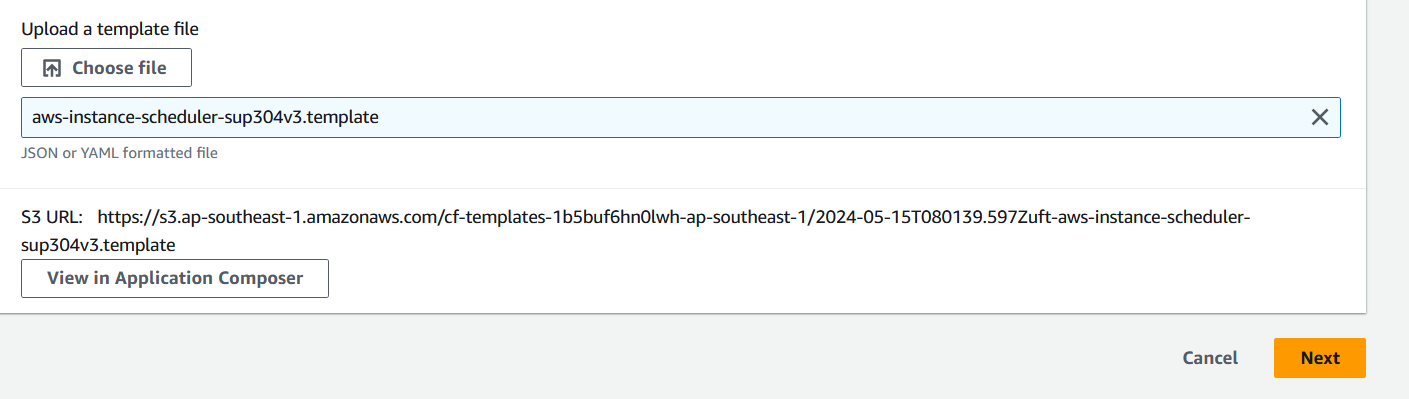 Upload a template file
Choose file
aws-instance-scheduler-sup304v3.template
JSON or YAML formatted file
S3 URL: https://s3.ap-southeast-1.amazonaws.com/cf-templates-1b5buf6hn0lwh-ap-southeast-1/2024-05-15T080139.597Zuft-aws-instance-scheduler-
sup304v3.template
View in Application Composer
Cancel Next